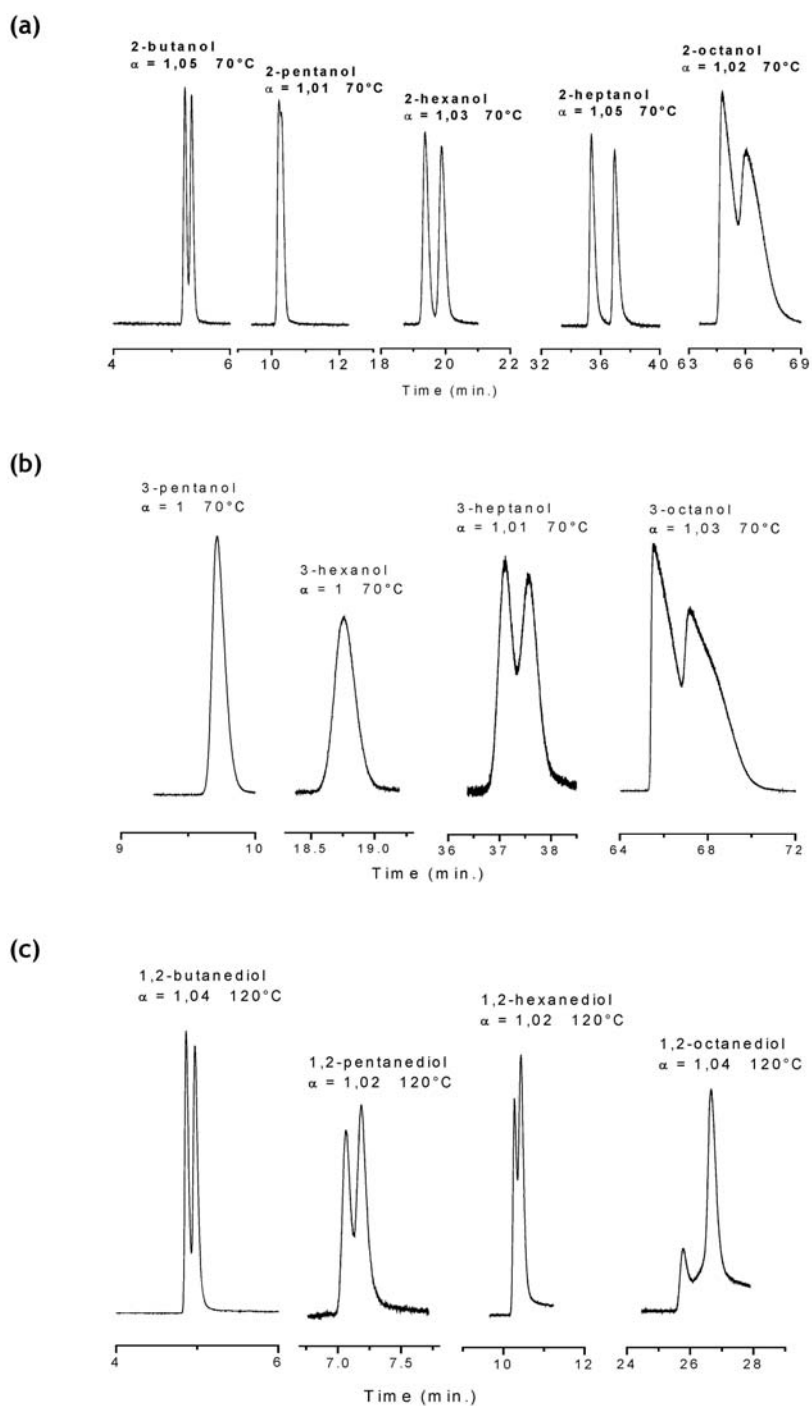 (a)
2-butanol
α = 1,05 70°C
2-pentanol
α = 1,01 70°C
2-hexanol
α = 1,03 70°C
2-heptanol
α = 1,05 70°C
2-octanol
α = 1,02 70°C
4 6 10 12 18 20 22 32 36 40 63 66 69
Time (min.)
(b)
3-pentanol
α = 1 70°C
3-hexanol
α = 1 70°C
3-heptanol
α = 1,01 70°C
3-octanol
α = 1,03 70°C
9 10 18.5 19.0 36 37 38 64 68 72
Time (min.)
(c)
1,2-butanediol
α = 1,04 120°C
1,2-pentanediol
α = 1,02 120°C
1,2-hexanediol
α = 1,02 120°C
1,2-octanediol
α = 1,04 120°C
4 6 7.0 7.5 10 12 24 26 28
Time (min.)